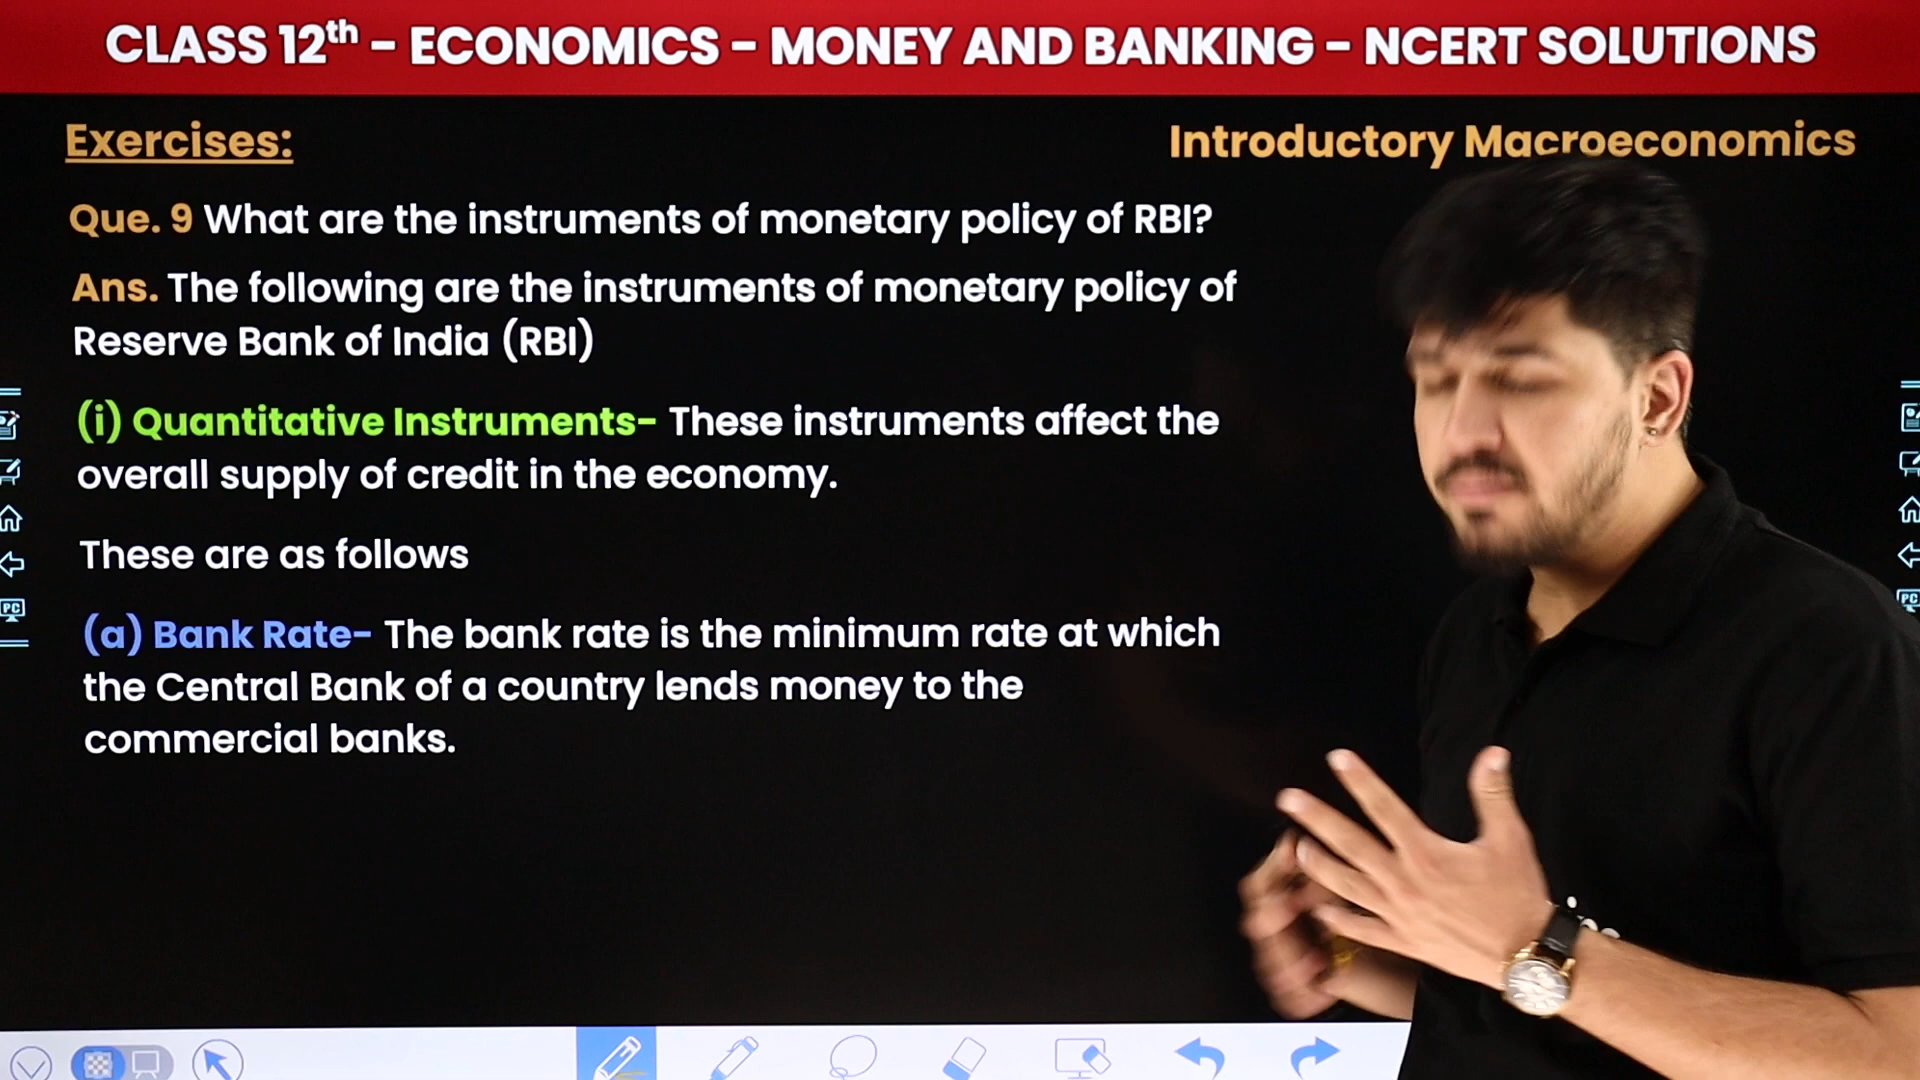 CLASS 12th - ECONOMICS - MONEY AND BANKING - NCERT SOLUTIONS
Exercises:
Introductory Macroeconomics
Que. 9 What are the instruments of monetary policy of RBI?
Ans. The following are the instruments of monetary policy of
Reserve Bank of India (RBI)
(i) Quantitative Instruments- These instruments affect the
overall supply of credit in the economy.
These are as follows
(a) Bank Rate- The bank rate is the minimum rate at which
the Central Bank of a country lends money to the
commercial banks.
PC
PC